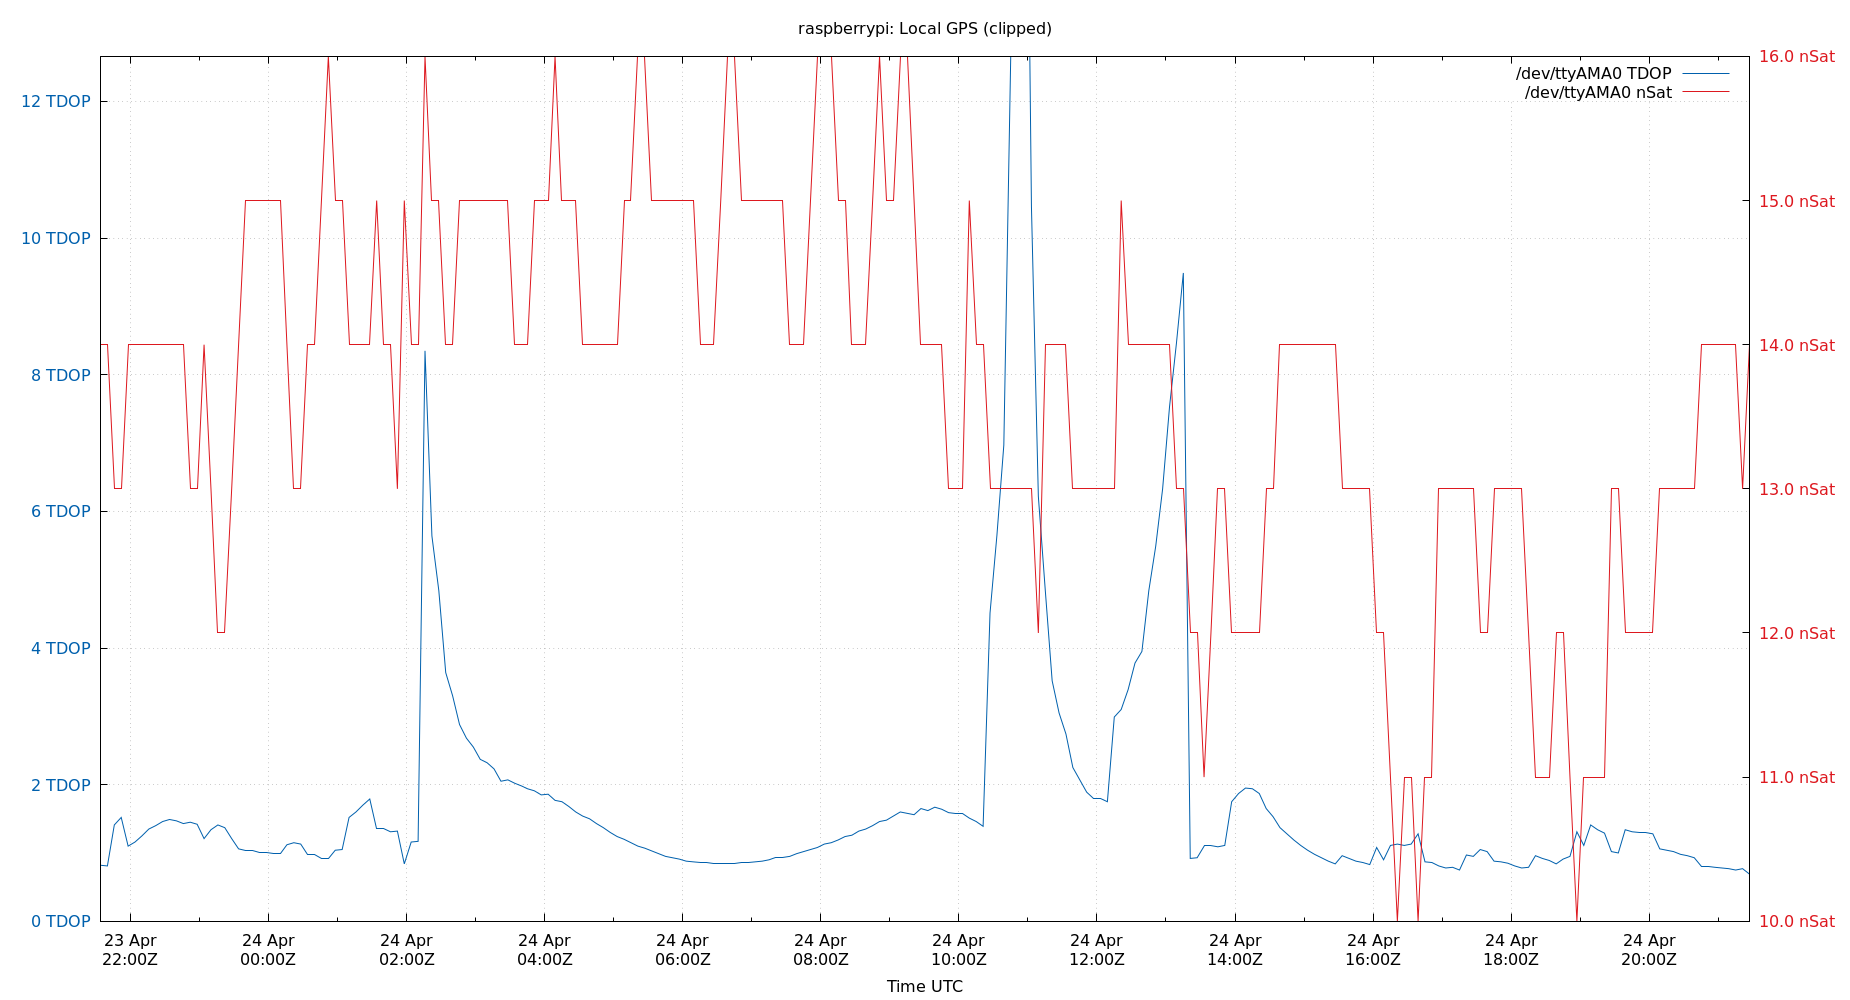 raspberrypi: Local GPS (clipped)
/dev/ttyAMA0 TDOP
/dev/ttyAMA0 nSat
12 TDOP
10 TDOP
8 TDOP
6 TDOP
4 TDOP
2 TDOP
0 TDOP
16.0 nSat
15.0 nSat
14.0 nSat
13.0 nSat
12.0 nSat
11.0 nSat
10.0 nSat
23 Apr
22:00Z
24 Apr
00:00Z
24 Apr
02:00Z
24 Apr
04:00Z
24 Apr
06:00Z
24 Apr
08:00Z
24 Apr
10:00Z
24 Apr
12:00Z
24 Apr
14:00Z
24 Apr
16:00Z
24 Apr
18:00Z
24 Apr
20:00Z
Time UTC